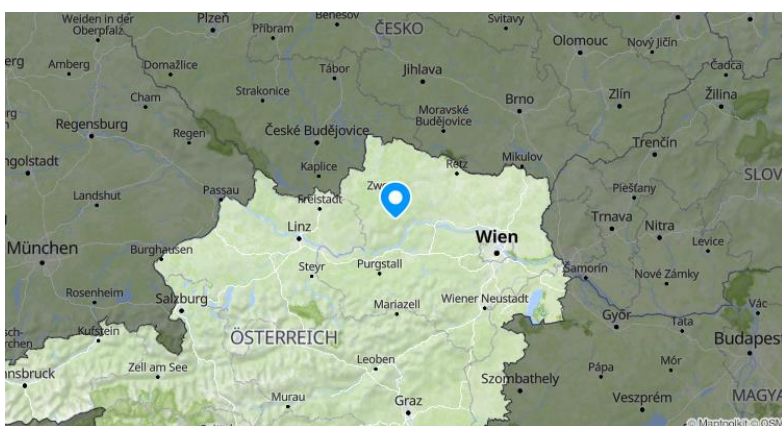 Weiden in der
Oberpfalz
Plzeň
Příbram
Benešov
ČESKO
Svitavy
Olomouc
Nový Jičín
Amberg
Domažlice
Tábor
Jihlava
Čadca
Cham
Strakonice
Moravské
Budějovice
Brno
Zlín
Žilina
Regensburg
Regen
České Budějovice
Trenčín
Kaplice
Retz
Mikulov
Landshut
Passau
Freistadt
Piešťany
Linz
Trnava
Nitra
München
Burghausen
Wien
Levice
Steyr
Purgstall
Šamorín
Nové Zámky
Rosenheim
Salzburg
Mariazell
Wiener Neustadt
Vác
Kufstein
ÖSTERREICH
Győr
Tata
Budapest
Zell am See
Leoben
Szombathely
Pápa
Mór
Murau
Graz
Veszprém
© Maptoolkit © OSM